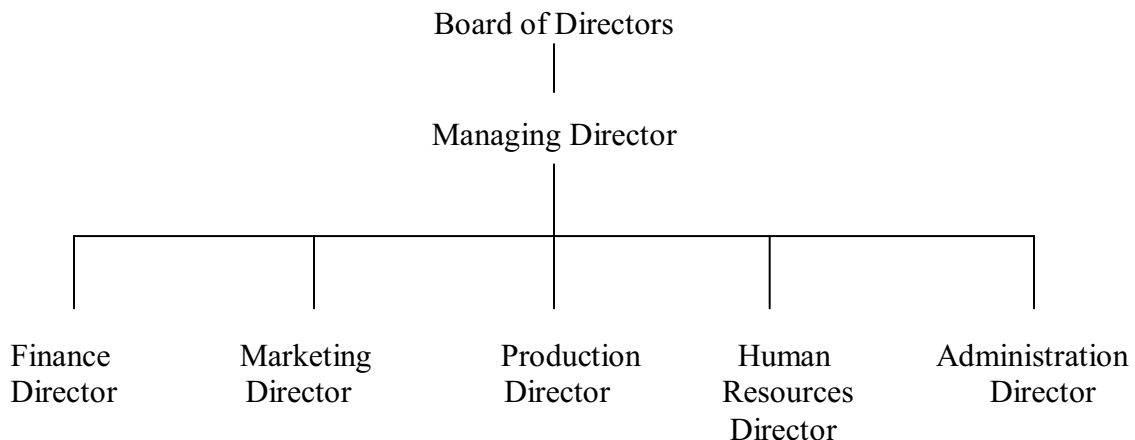 Board of Directors
Managing Director
Finance
Director
Marketing
Director
Production
Director
Human
Resources
Director
Administration
Director